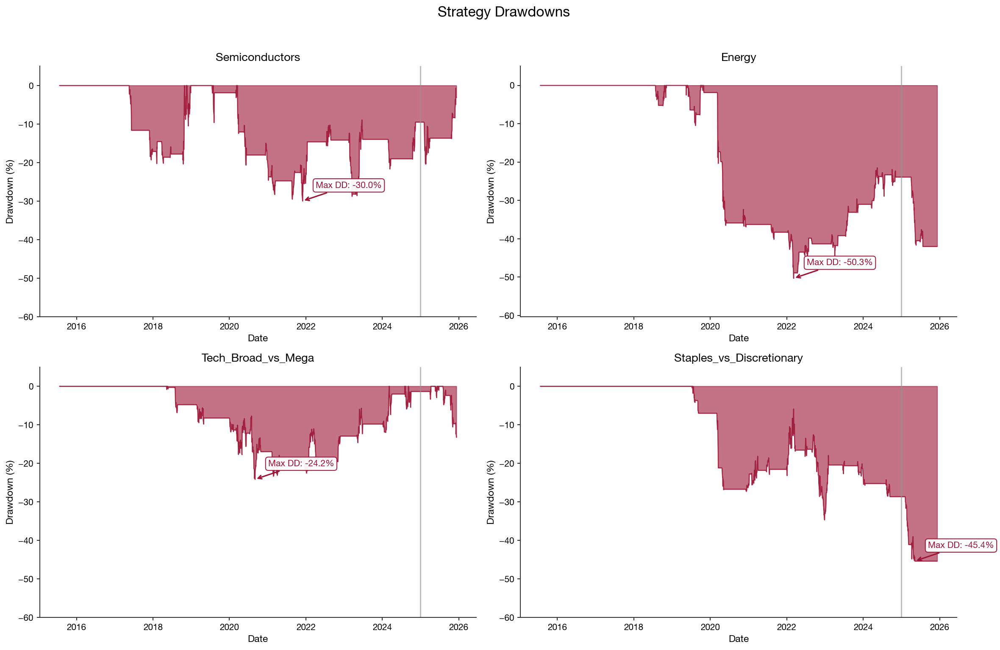 Strategy Drawdowns
Semiconductors
Drawdown (%)
0
−10
−20
−30
−40
−50
−60
Max DD: -30.0%
2016 2018 2020 2022 2024 2026
Date
Energy
Drawdown (%)
0
−10
−20
−30
−40
−50
−60
Max DD: -50.3%
2016 2018 2020 2022 2024 2026
Date
Tech_Broad_vs_Mega
Drawdown (%)
0
−10
−20
−30
−40
−50
−60
Max DD: -24.2%
2016 2018 2020 2022 2024 2026
Date
Staples_vs_Discretionary
Drawdown (%)
0
−10
−20
−30
−40
−50
−60
Max DD: -45.4%
2016 2018 2020 2022 2024 2026
Date